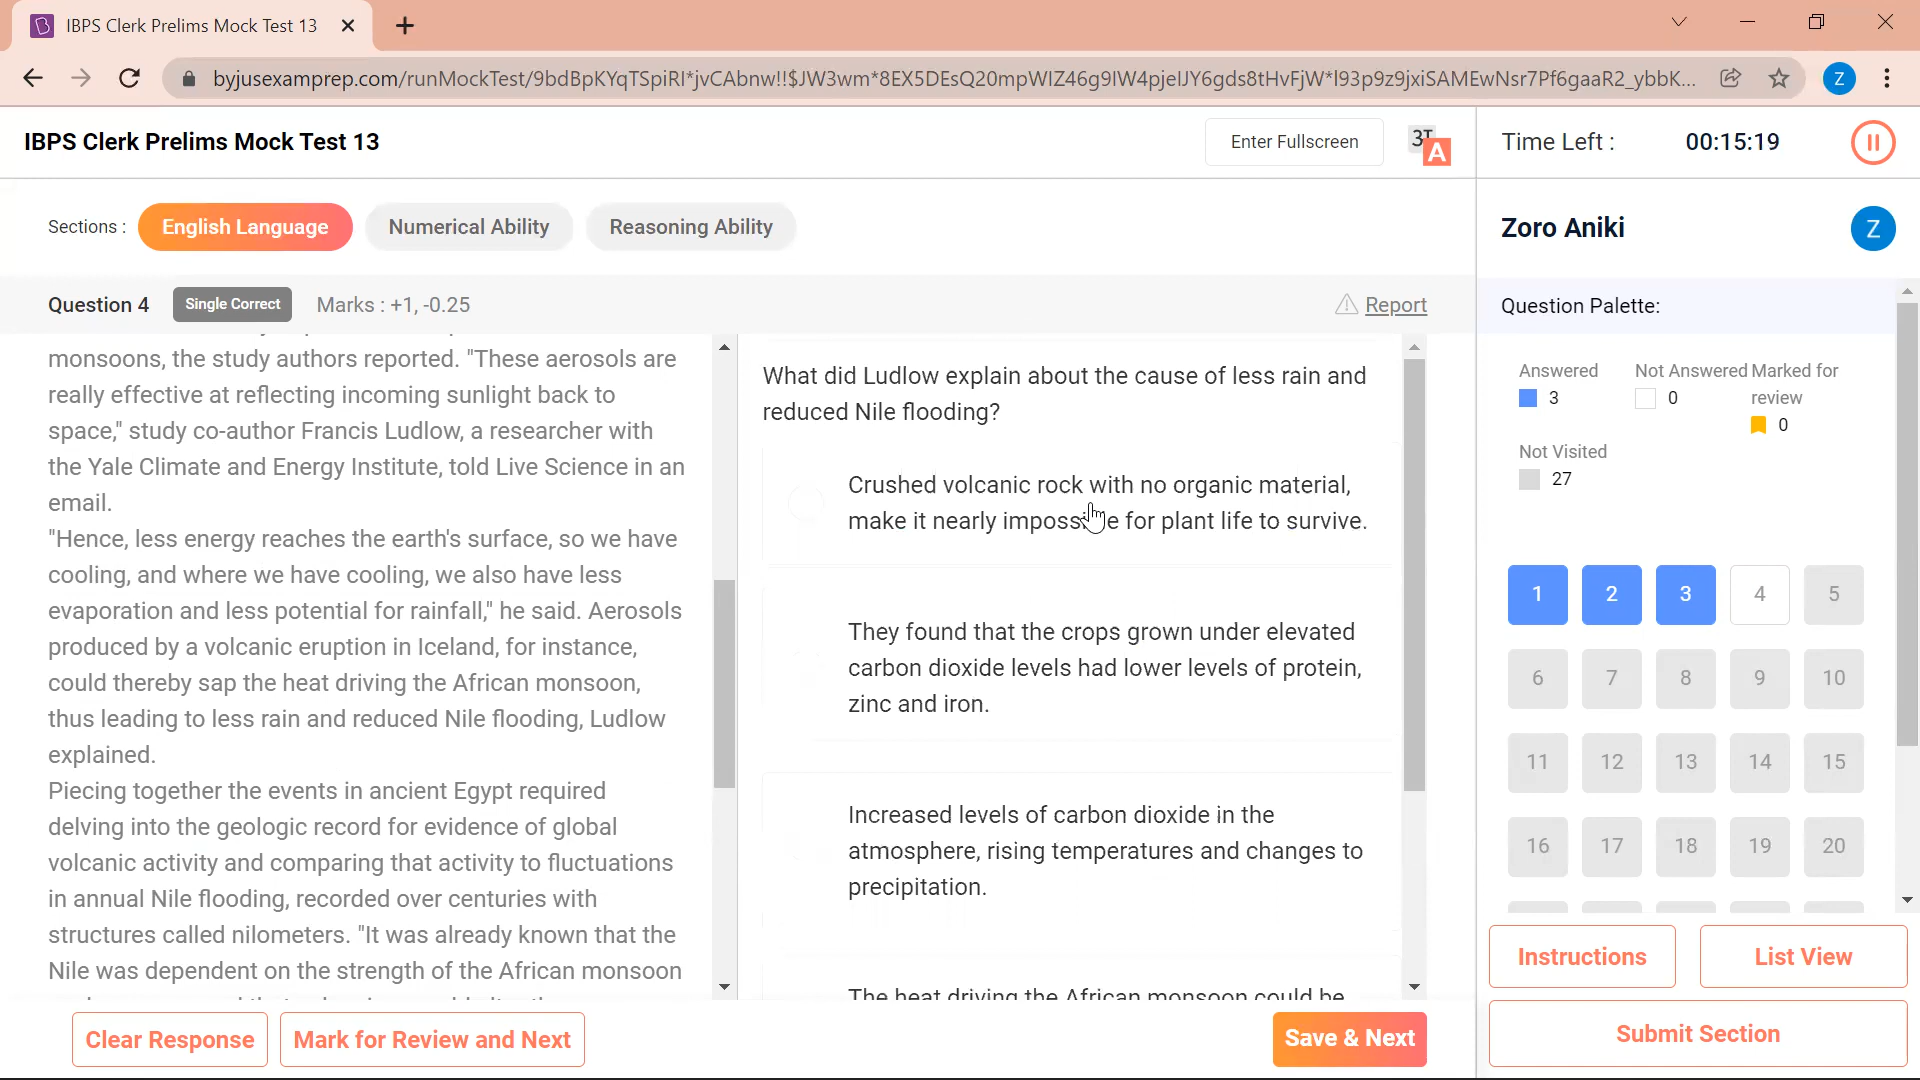 IBPS Clerk Prelims Mock Test 13
byjusexamprep.com/runMockTest/9bdBpKYqTSpiRI*jvCAbnw!!$JW3wm*8EX5DEsQ20mpWIZ46g9IW4pjeIJY6gds8tHvFjW*I93p9z9jxiSAMEwNsr7Pf6gaaR2_ybbK...
Z
IBPS Clerk Prelims Mock Test 13
Enter Fullscreen
A
Time Left :
00:15:19
Sections :
English Language
Numerical Ability
Reasoning Ability
Zoro Aniki
Z
Question 4
Single Correct
Marks : +1, -0.25
Report
Question Palette:
monsoons, the study authors reported. "These aerosols are
really effective at reflecting incoming sunlight back to
space," study co-author Francis Ludlow, a researcher with
the Yale Climate and Energy Institute, told Live Science in an
email.
"Hence, less energy reaches the earth's surface, so we have
cooling, and where we have cooling, we also have less
evaporation and less potential for rainfall," he said. Aerosols
produced by a volcanic eruption in Iceland, for instance,
could thereby sap the heat driving the African monsoon,
thus leading to less rain and reduced Nile flooding, Ludlow
explained.
Piecing together the events in ancient Egypt required
delving into the geologic record for evidence of global
volcanic activity and comparing that activity to fluctuations
in annual Nile flooding, recorded over centuries with
structures called nilometers. "It was already known that the
Nile was dependent on the strength of the African monsoon
What did Ludlow explain about the cause of less rain and
reduced Nile flooding?
Crushed volcanic rock with no organic material,
make it nearly impossible for plant life to survive.
They found that the crops grown under elevated
carbon dioxide levels had lower levels of protein,
zinc and iron.
Increased levels of carbon dioxide in the
atmosphere, rising temperatures and changes to
precipitation.
The heat driving the African monsoon could be
Answered
3
Not Answered
0
Marked for
review
0
Not Visited
27
1 2 3 4 5
6 7 8 9 10
11 12 13 14 15
16 17 18 19 20
Instructions
List View
Clear Response
Mark for Review and Next
Save & Next
Submit Section